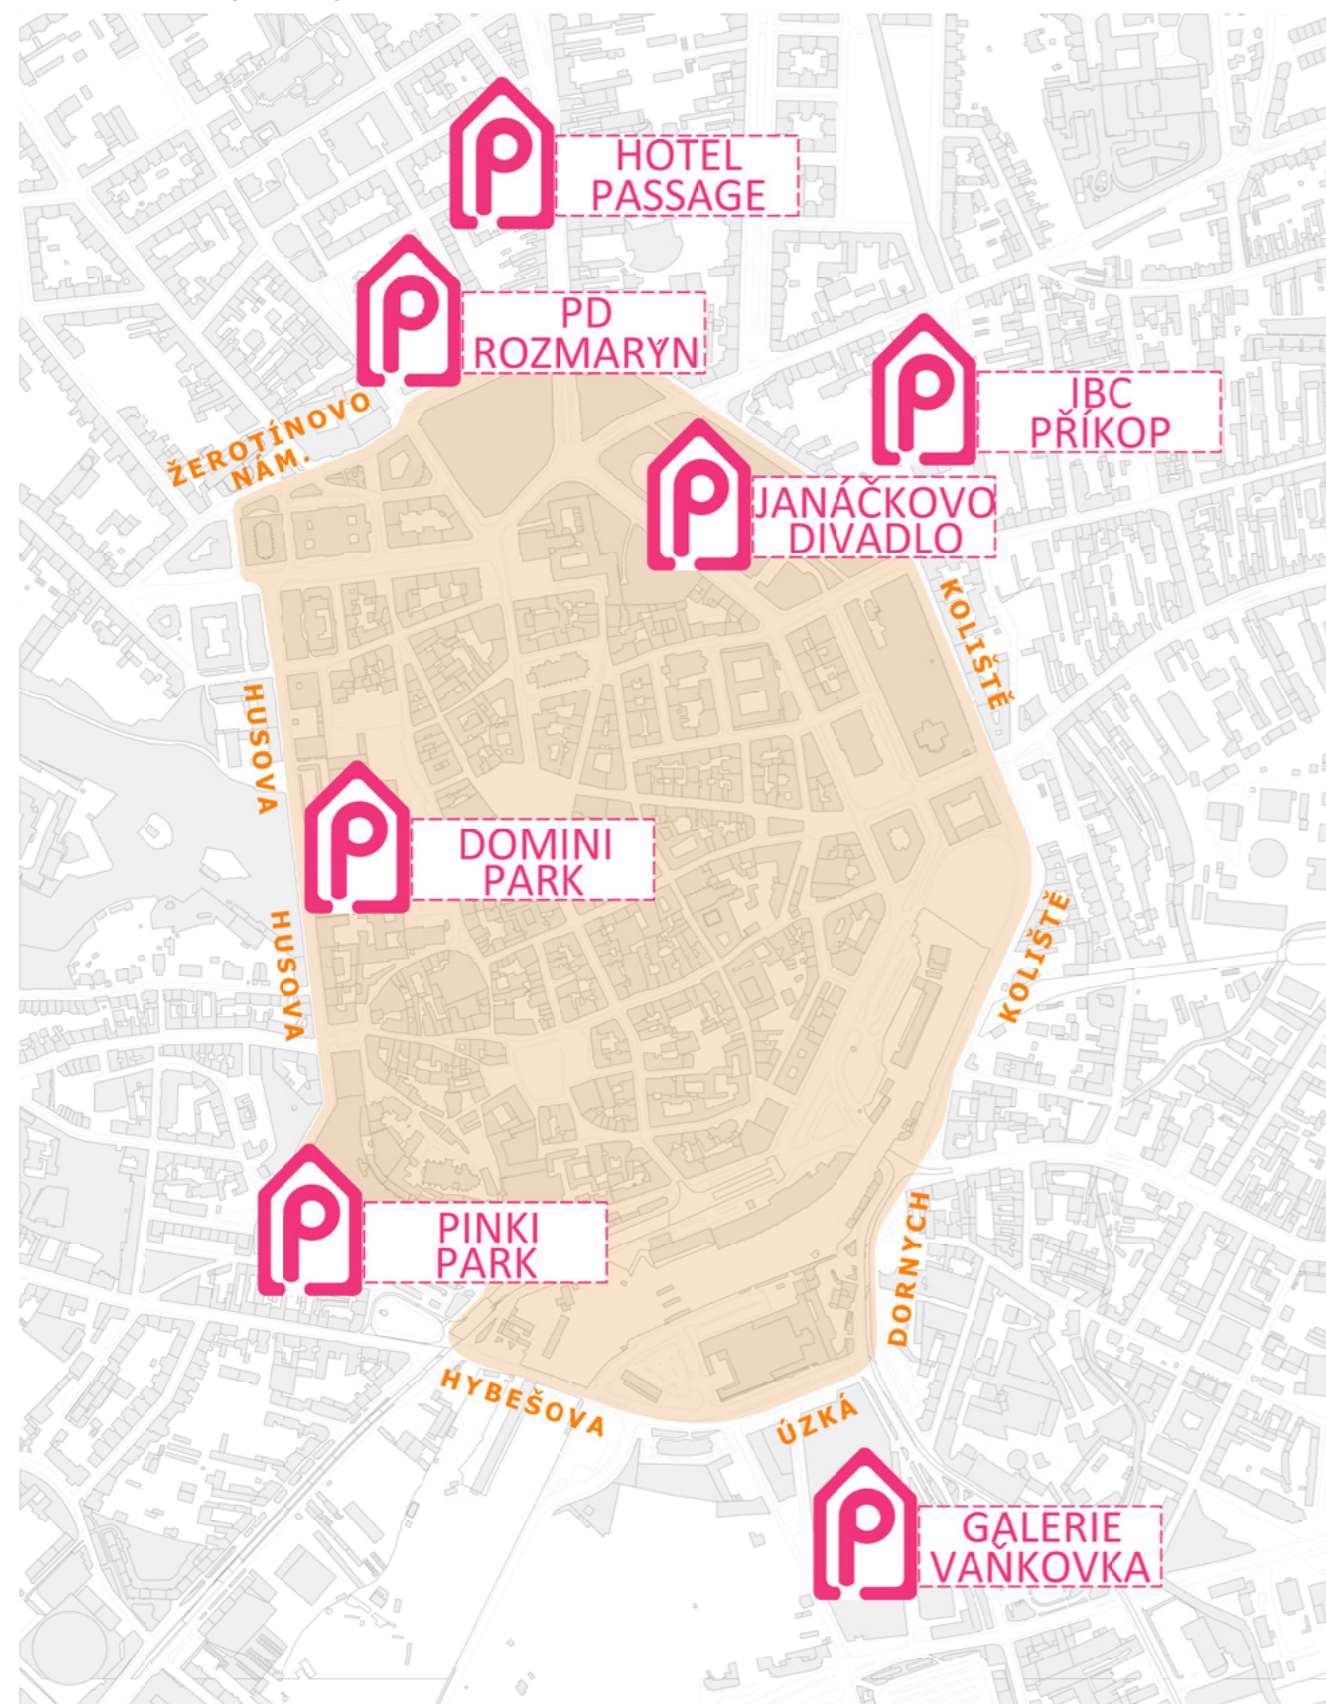 HOTEL
PASSAGE
PD
ROZMARÝN
IBC
PŘÍKOP
ŽEROTÍNOVO
NÁM.
JANÁČKOVO
DIVADLO
KOLIŠTĚ
HUSOVA
DOMINI
PARK
HUSOVA
KOLIŠTĚ
PINKI
PARK
DORNYCH
HYBEŠOVA
ÚZKÁ
GALERIE
VAŇKOVKA